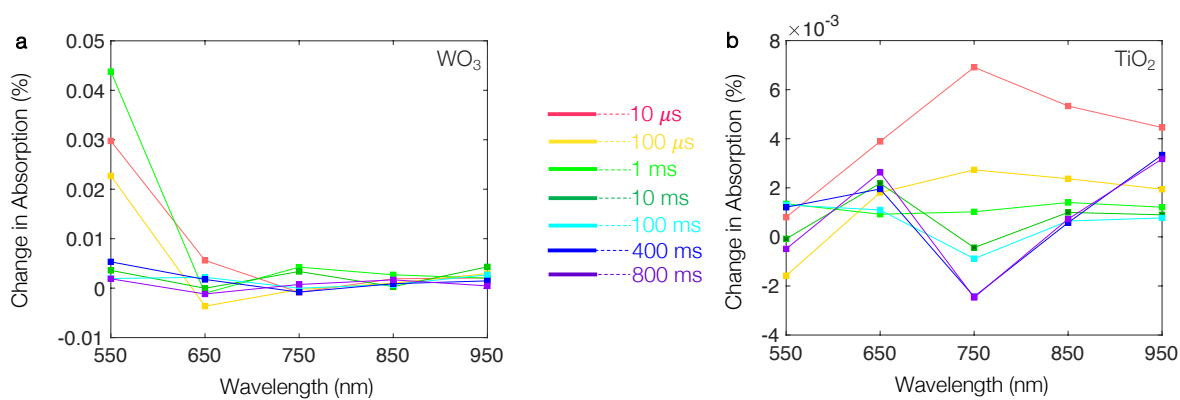 a
WO₃
Change in Absorption (%)
0.05
0.04
0.03
0.02
0.01
0
-0.01
550 650 750 850 950
Wavelength (nm)
10 μs
100 μs
1 ms
10 ms
100 ms
400 ms
800 ms
b
×10⁻³
TiO₂
Change in Absorption (%)
8
6
4
2
0
-2
-4
550 650 750 850 950
Wavelength (nm)